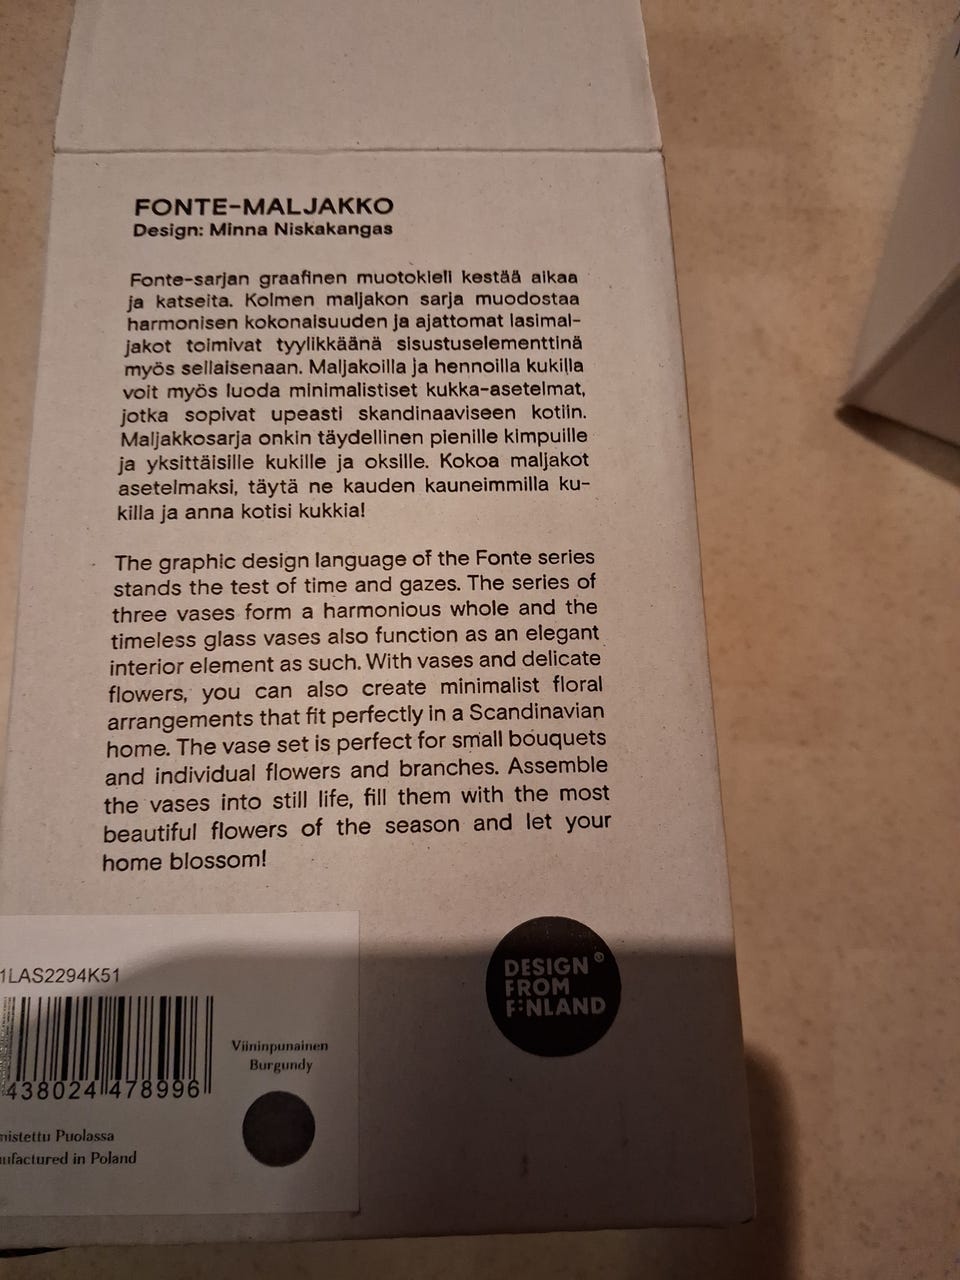 FONTE-MALJAKKO
Design: Minna Niskakangas
Fonte-sarjan graafinen muotokieli kestää aikaa
ja katseita. Kolmen maljakon sarja muodostaa
harmonisen kokonaisuuden ja ajattomat lasimal-
jakot toimivat tyylikkäänä sisustuselementtinä
myös sellaisenaan. Maljakoilla ja hennoilla kukilla
voit myös luoda minimalistiset kukka-asetelmat,
jotka sopivat upeasti skandinaaviseen kotiin.
Maljakkosarja onkin täydellinen pienille kimpuille
ja yksittäisille kukille ja oksille. Kokoa maljakot
asetelmaksi, täytä ne kauden kauneimmilla ku-
killa ja anna kotisi kukkia!
The graphic design language of the Fonte series
stands the test of time and gazes. The series of
three vases form a harmonious whole and the
timeless glass vases also function as an elegant
interior element as such. With vases and delicate
flowers, you can also create minimalist floral
arrangements that fit perfectly in a Scandinavian
home. The vase set is perfect for small bouquets
and individual flowers and branches. Assemble
the vases into still life, fill them with the most
beautiful flowers of the season and let your
home blossom!
1LAS2294K51
438024 478996
Viininpunainen
Burgundy
mistettu Puolassa
nufactured in Poland
DESIGN ®
FROM
FINLAND